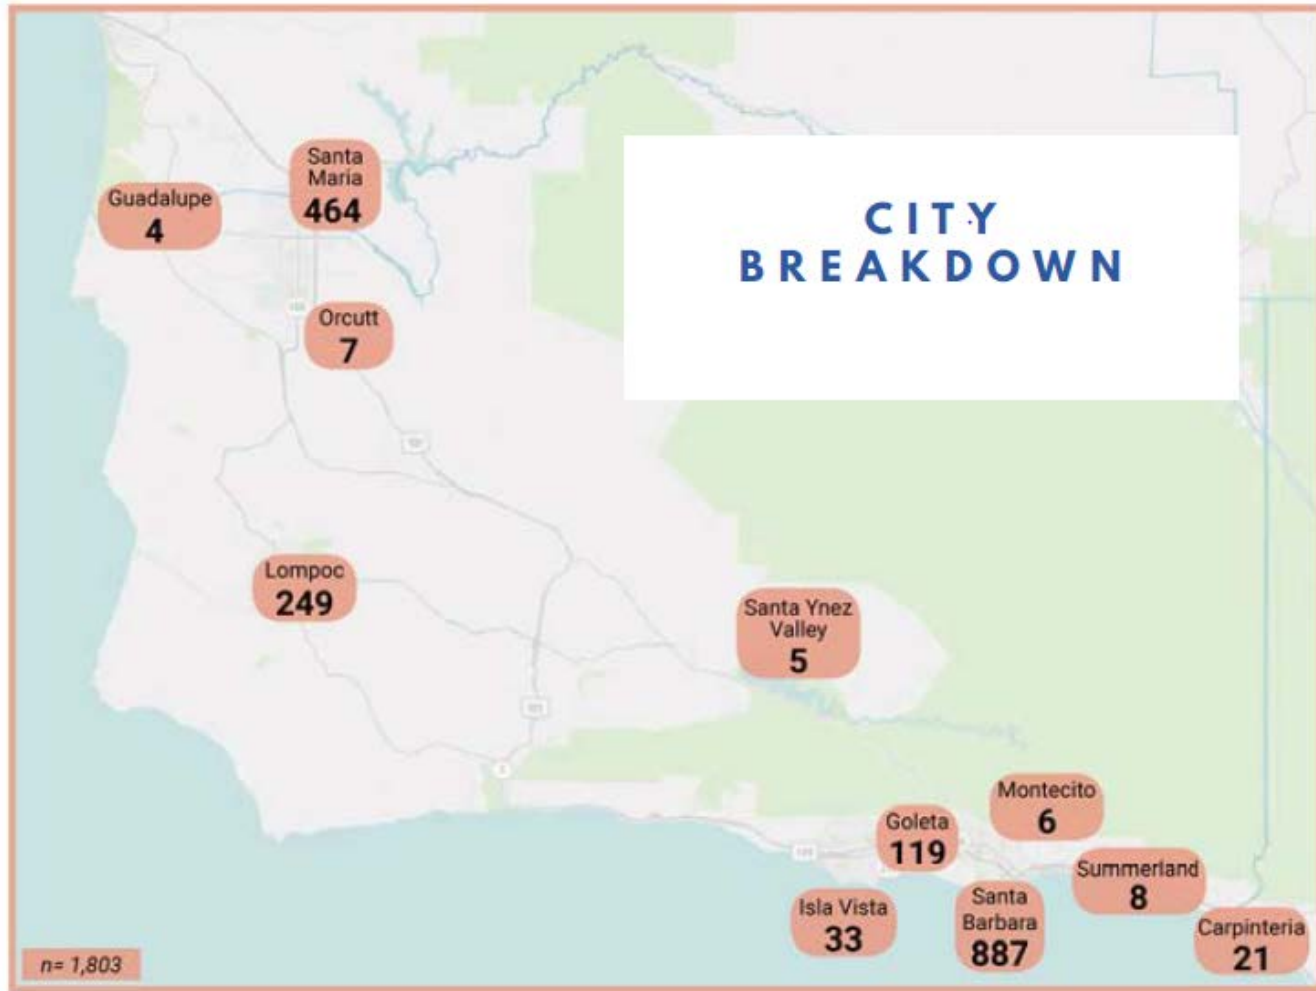 CITY
BREAKDOWN
Santa
Maria
464
Guadalupe
4
Orcutt
7
Lompoc
249
Santa Ynez
Valley
5
Montecito
6
Goleta
119
Summerland
8
Isla Vista
33
Santa
Barbara
887
Carpinteria
21
n= 1,803